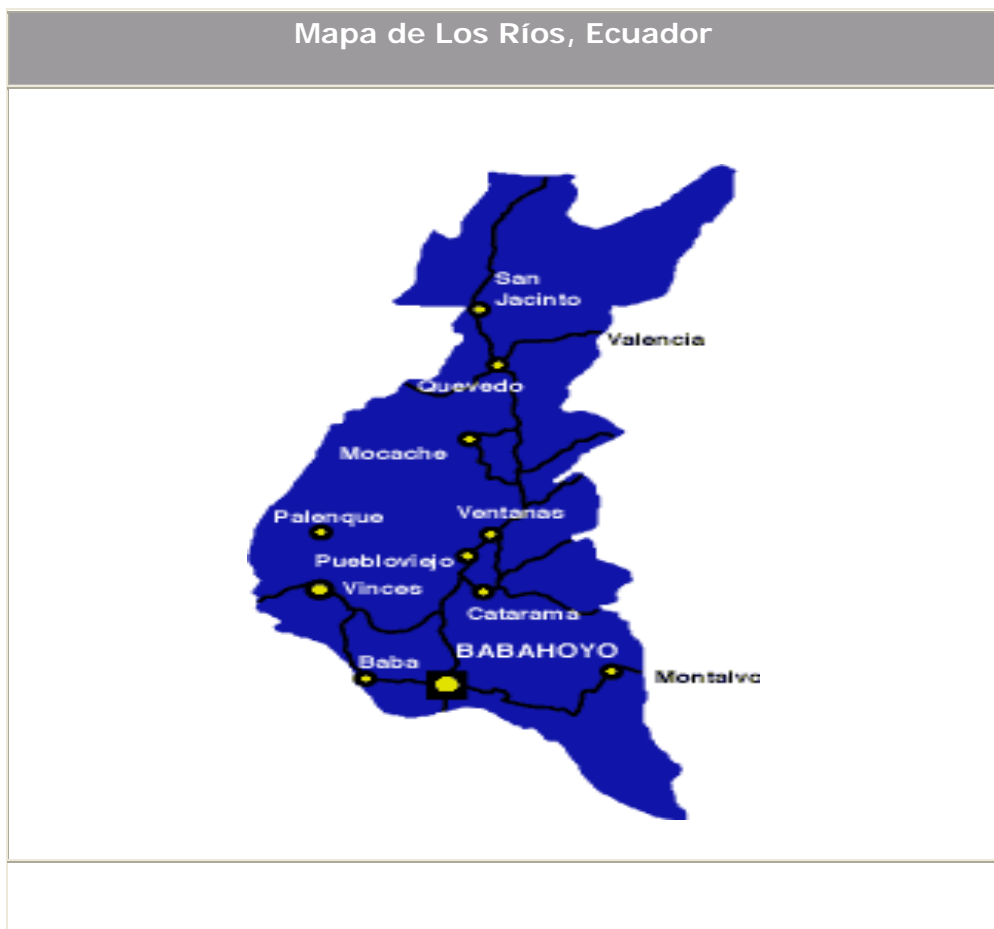 Mapa de Los Ríos, Ecuador
San
Jacinto
Valencia
Quevedo
Mocache
Palenque
Ventanas
Puebloviejo
Vinces
Catarama
Baba
BABAHOYO
Montalvo